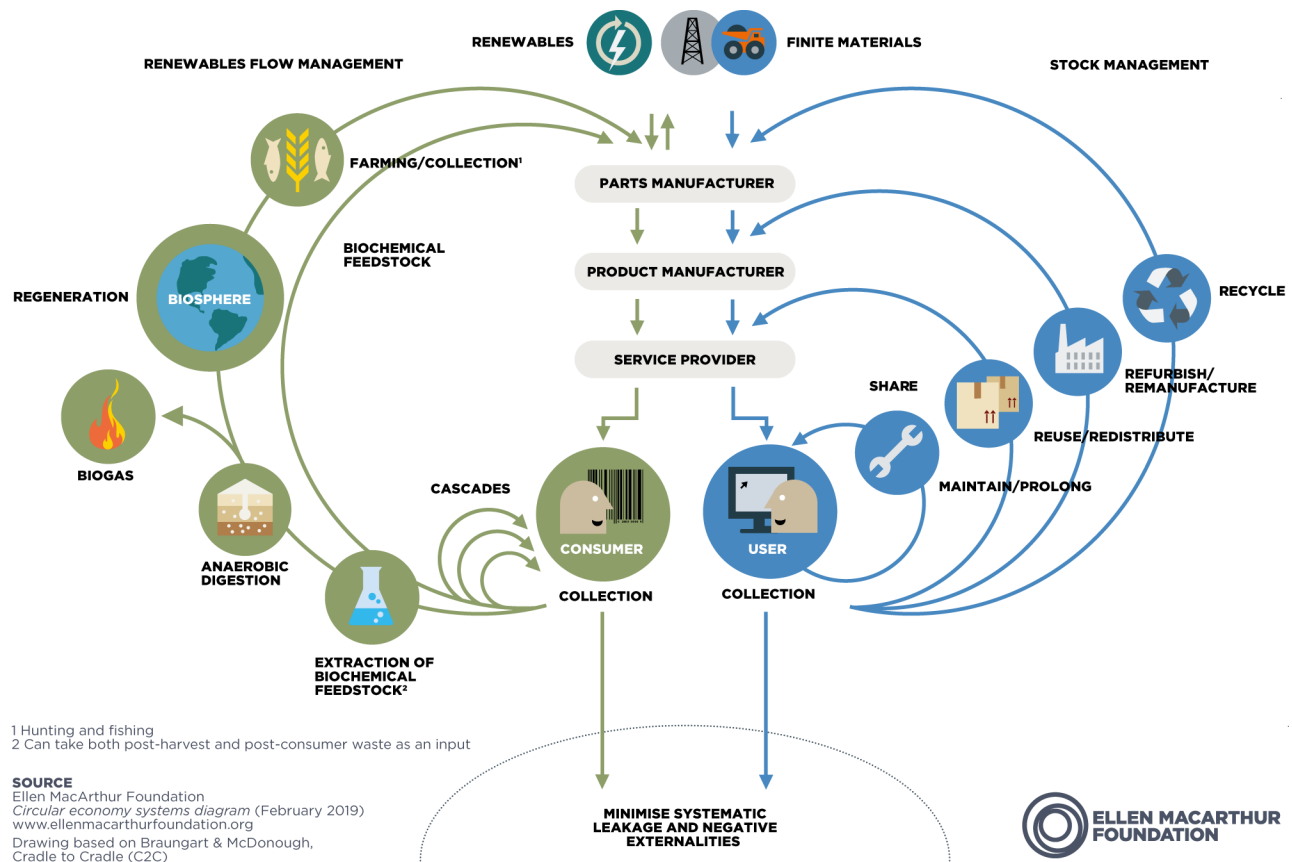 RENEWABLES
FINITE MATERIALS
RENEWABLES FLOW MANAGEMENT
STOCK MANAGEMENT
FARMING/COLLECTION¹
PARTS MANUFACTURER
BIOCHEMICAL
FEEDSTOCK
PRODUCT MANUFACTURER
REGENERATION
BIOSPHERE
RECYCLE
SERVICE PROVIDER
SHARE
REFURBISH/
REMANUFACTURE
REUSE/REDISTRIBUTE
BIOGAS
CASCADES
MAINTAIN/PROLONG
CONSUMER
USER
ANAEROBIC
DIGESTION
COLLECTION
COLLECTION
EXTRACTION OF
BIOCHEMICAL
FEEDSTOCK²
1 Hunting and fishing
2 Can take both post-harvest and post-consumer waste as an input
SOURCE
Ellen MacArthur Foundation
Circular economy systems diagram (February 2019)
www.ellenmacarthurfoundation.org
Drawing based on Braungart & McDonough,
Cradle to Cradle (C2C)
MINIMISE SYSTEMATIC
LEAKAGE AND NEGATIVE
EXTERNALITIES
ELLEN MACARTHUR
FOUNDATION